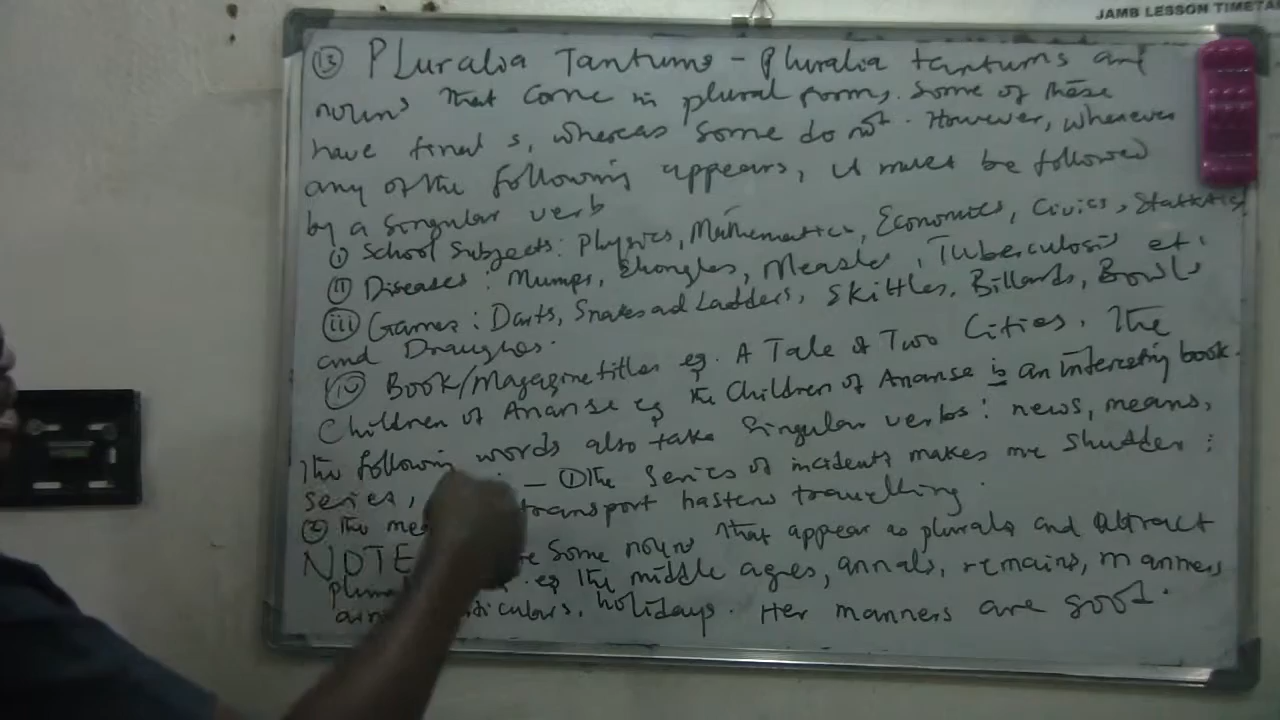 JAMB LESSON TIMETA
(13) Pluralia Tantums - Pluralia tantums are
nouns that come in plural forms. Some of these
have final s, whereas some do not. However, whenever
any of the following appears, it must be followed
by a singular verb
(i) School Subjects: Physics, Mathematics, Economics, Civics, Statistics
(ii) Diseases: Mumps, Shingles, Measles, Tuberculosis etc.
(iii) Games: Darts, Snakes and Ladders, Skittles, Billards, Bowls
and Draughts.
(iv) Book/Magazine titles eg. A Tale of Two Cities. The
Children of Ananse eg The Children of Ananse is an interesting book.
The following words also take singular verbs: news, means,
series, — (1) The series of incidents makes me shudder;
(2) The transport hastens travelling.
NOTE some nouns that appear as plurals and attract
eg the middle ages, annals, remains, manners
holidays. Her manners are good.